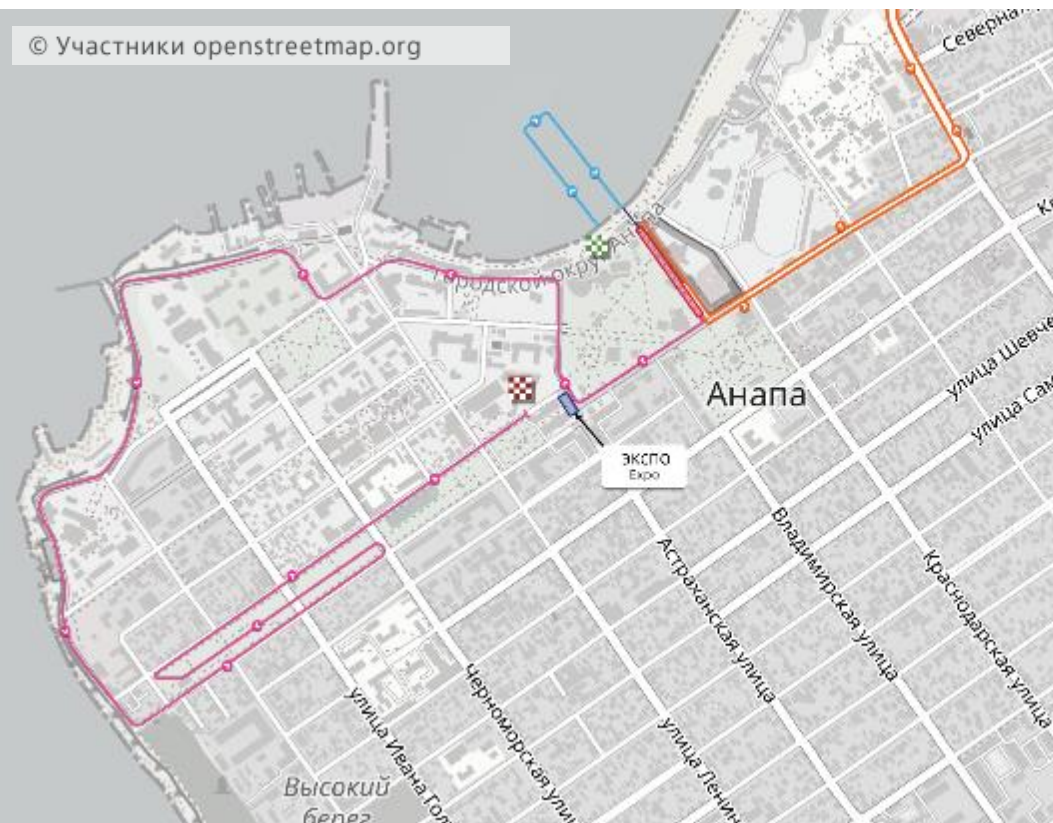 © Участники openstreetmap.org
Северная
Городской округ Анапа
Анапа
экспо
Expo
улица Шевче
улица Сам
Владимирская улица
Краснодарская улица
Астраханская улица
Черноморская ули
улица Ленин
улица Ивана Гол
Высокий
берег